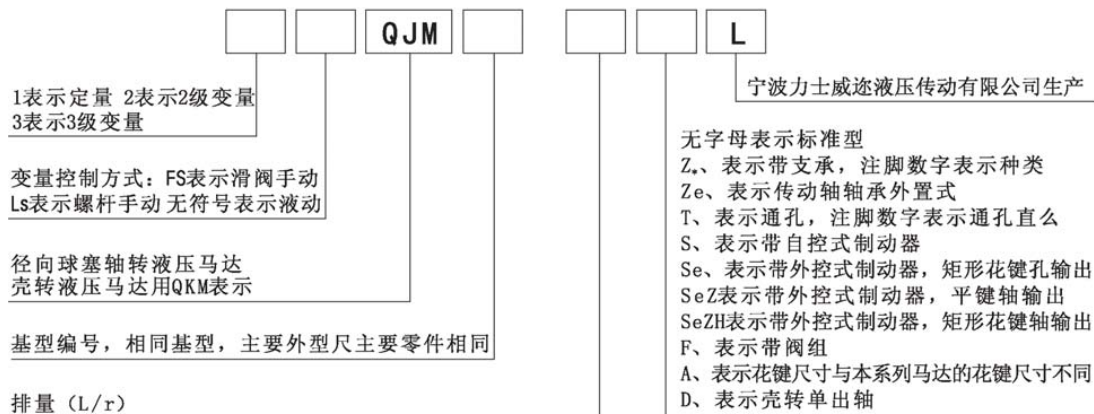 QJM
L
1表示定量 2表示2级变量
3表示3级变量
变量控制方式：FS表示滑阀手动
Ls表示螺杆手动 无符号表示液动
径向球塞轴转液压马达
壳转液压马达用QKM表示
基型编号，相同基型，主要外型尺主要零件相同
排量（L/r）
宁波力士威迩液压传动有限公司生产
无字母表示标准型
Z*、表示带支承，注脚数字表示种类
Ze、表示传动轴轴承外置式
T、表示通孔，注脚数字表示通孔直么
S、表示带自控式制动器
Se、表示带外控式制动器，矩形花键孔输出
SeZ表示带外控式制动器，平键轴输出
SeZH表示带外控式制动器，矩形花键轴输出
F、表示带阀组
A、表示花键尺寸与本系列马达的花键尺寸不同
D、表示壳转单出轴